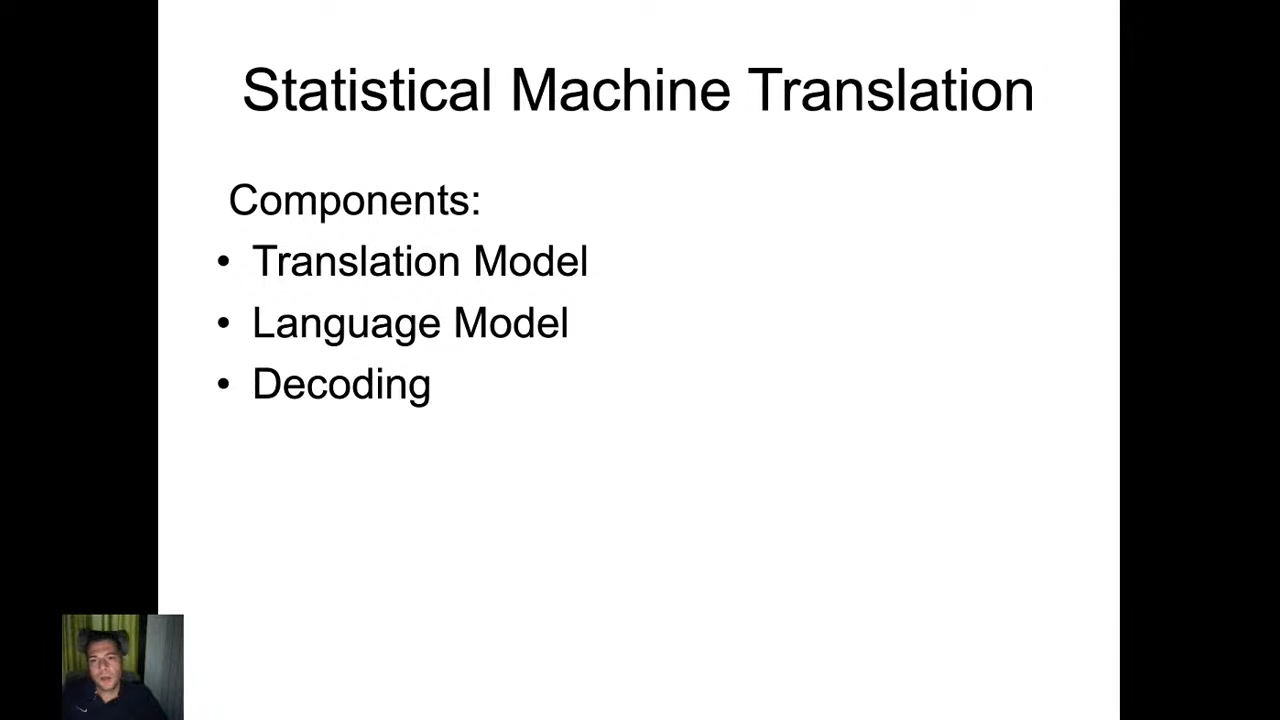 Statistical Machine Translation
Components:
• Translation Model
• Language Model
• Decoding